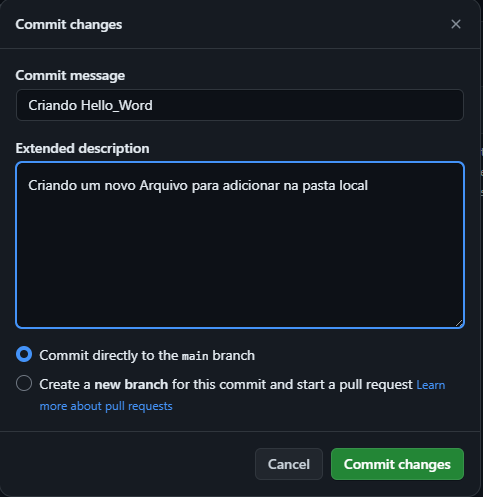 Commit changes
Commit message
Criando Hello_Word
Extended description
Criando um novo Arquivo para adicionar na pasta local
Commit directly to the main branch
Create a new branch for this commit and start a pull request Learn
more about pull requests
Cancel
Commit changes